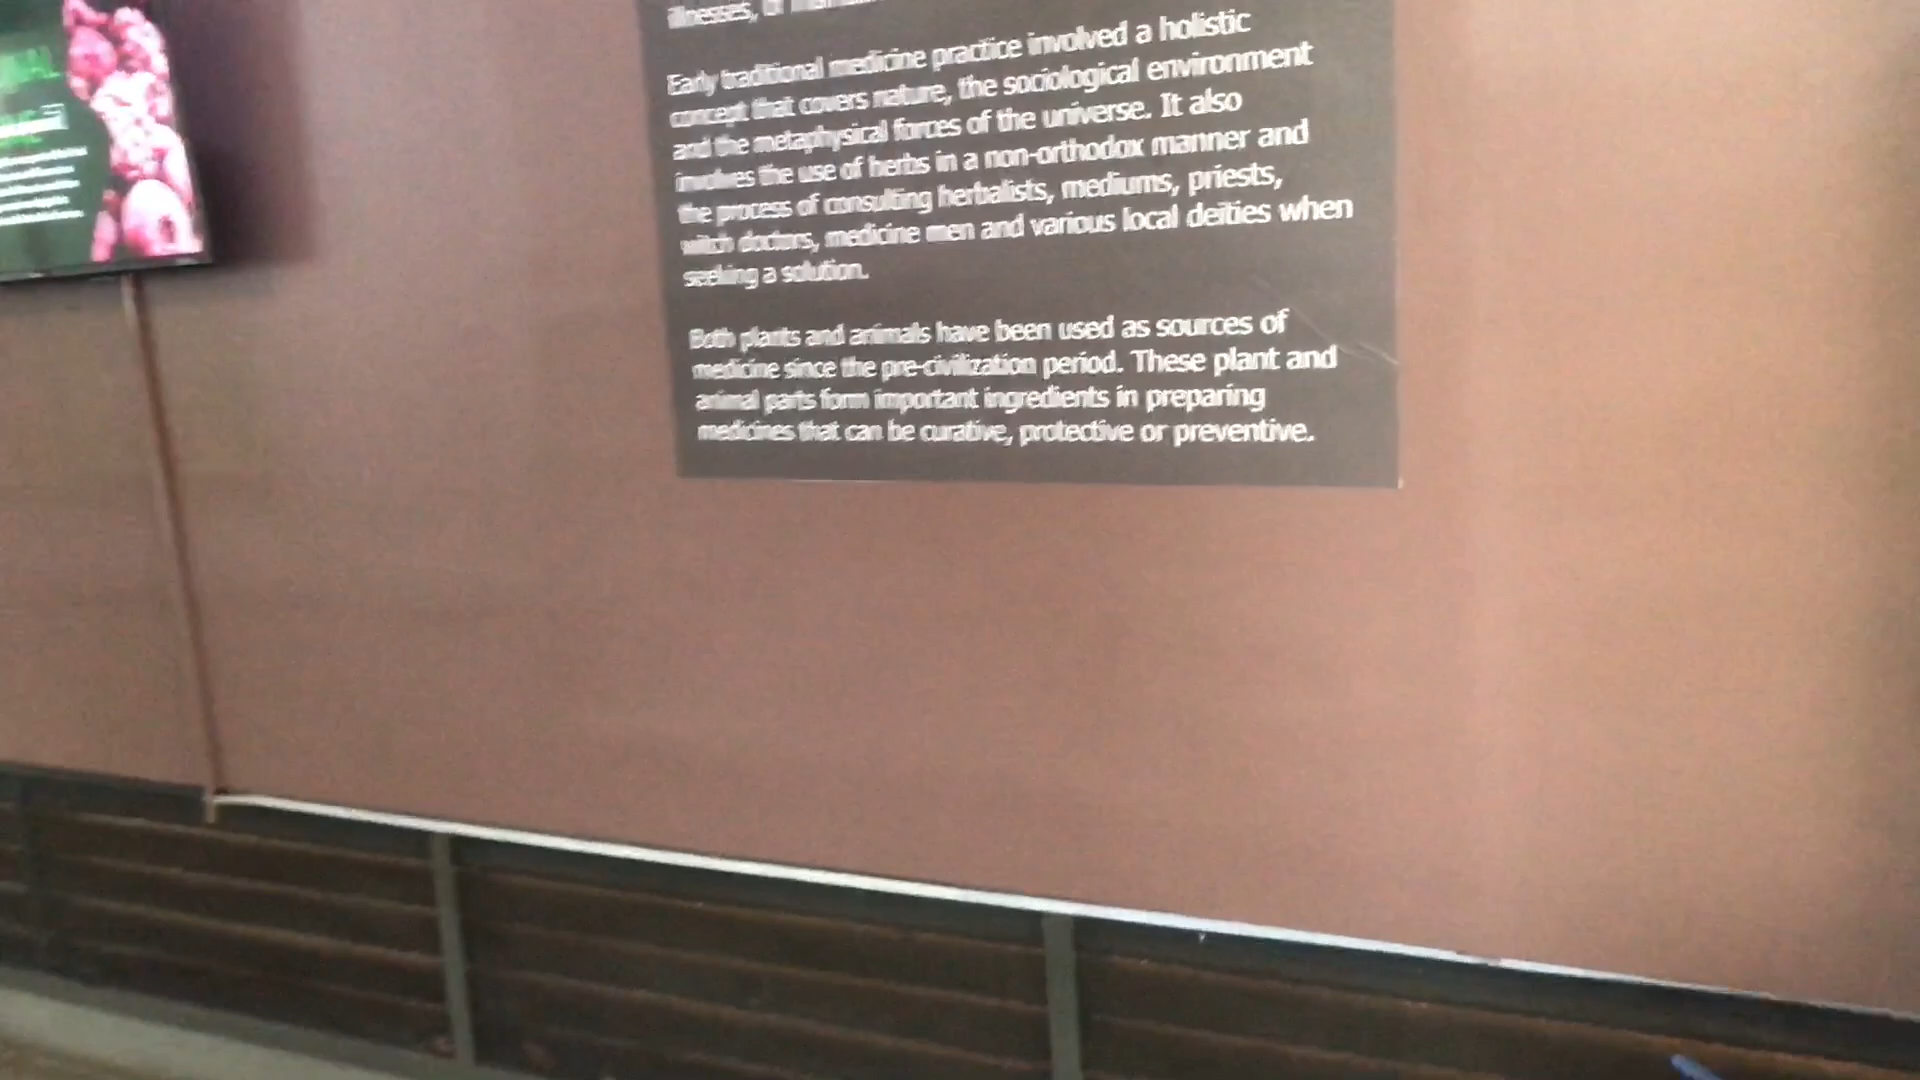 illnesses, or
Early traditional medicine practice involved a holistic
concept that covers nature, the sociological environment
and the metaphysical forces of the universe. It also
involves the use of herbs in a non-orthodox manner and
the process of consulting herbalists, mediums, priests,
witch doctors, medicine men and various local deities when
seeking a solution.
Both plants and animals have been used as sources of
medicine since the pre-civilization period. These plant and
animal parts form important ingredients in preparing
medicines that can be curative, protective or preventive.